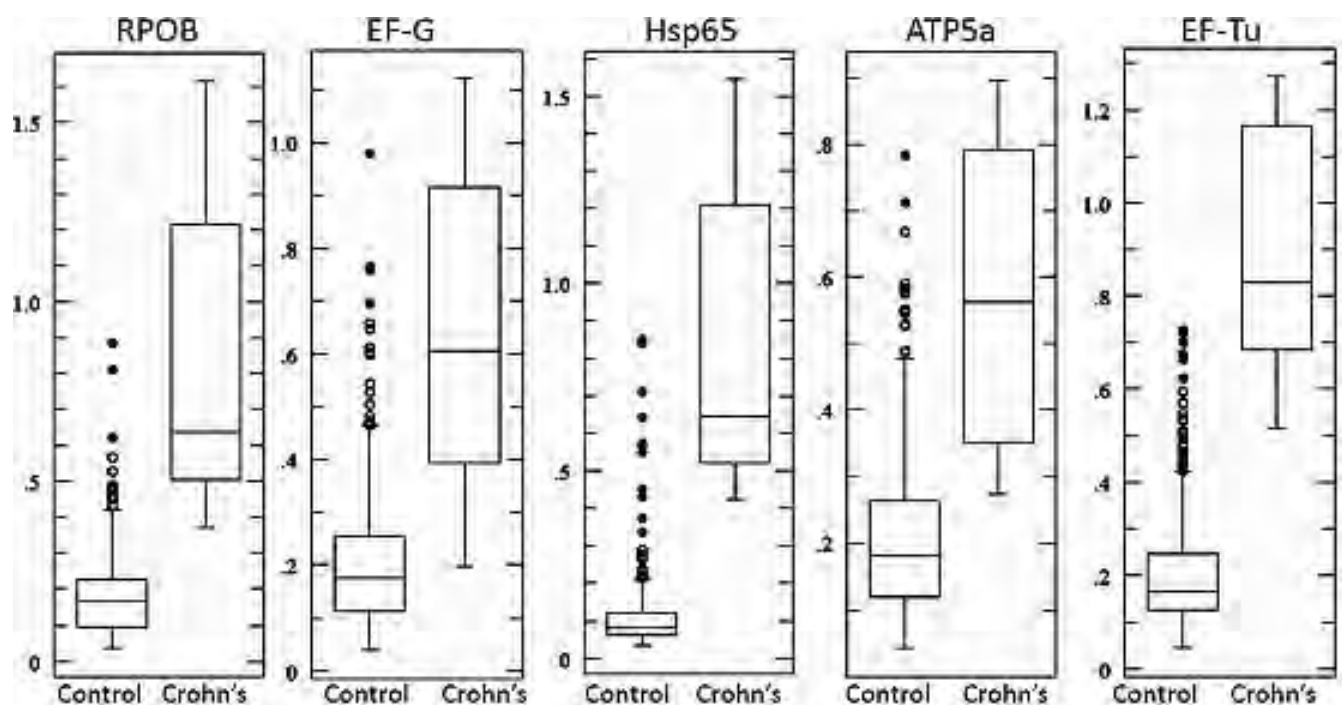 RPOB EF-G Hsp65 ATP5a EF-Tu
1.5 1.0 .5 0
1.0 .8 .6 .4 .2 0
1.5 1.0 .5 0
.8 .6 .4 .2
1.2 1.0 .8 .6 .4 .2 0
Control Crohn's Control Crohn's Control Crohn's Control Crohn's Control Crohn's